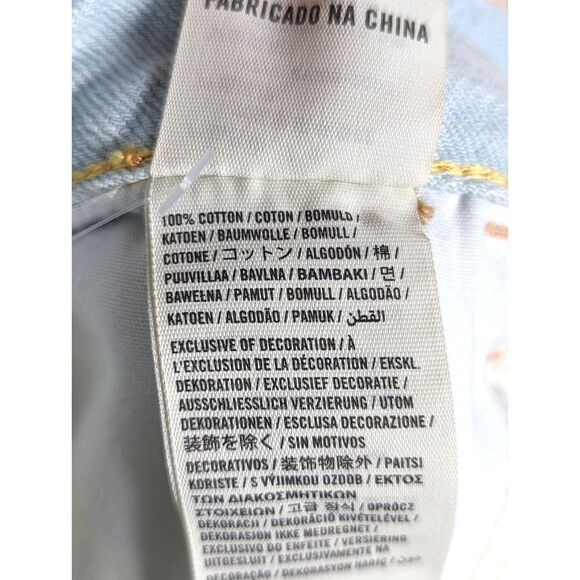 FABRICADO NA CHINA
100% COTTON / COTON / BOMULD /
KATOEN / BAUMWOLLE / BOMULL /
COTONE / コットン / ALGODÓN / 棉 /
PUUVILLAA / BAVLNA / BAMBAKI / 면 /
BAWEŁNA / PAMUT / BOMULL / ALGODÃO /
KATOEN / ALGODÃO / PAMUK / القطن
EXCLUSIVE OF DECORATION / À
L'EXCLUSION DE LA DÉCORATION / EKSKL.
DEKORATION / EXCLUSIEF DECORATIE /
AUSSCHLIESSLICH VERZIERUNG / UTOM
DEKORATIONEN / ESCLUSA DECORAZIONE /
装飾を除く / SIN MOTIVOS
DECORATIVOS / 装饰物除外 / PAITSI
KORISTE / S VÝJIMKOU OZDOB / ΕΚΤΟΣ
ΤΩΝ ΔΙΑΚΟΣΜΗΤΙΚΩΝ
ΣΤΟΙΧΕΙΩΝ / 고급 장식 / OPRÓCZ
DEKORACJI / DEKORÁCIÓ KIVÉTELÉVEL /
DEKORASJON IKKE MEDREGNET /
EXCLUSIVO DO ENFEITE / VERSIERING
UITGESLUIT / EXCLUSIVAMENTE NA
DECORAÇÃO / DEKORASYON HARİÇ /